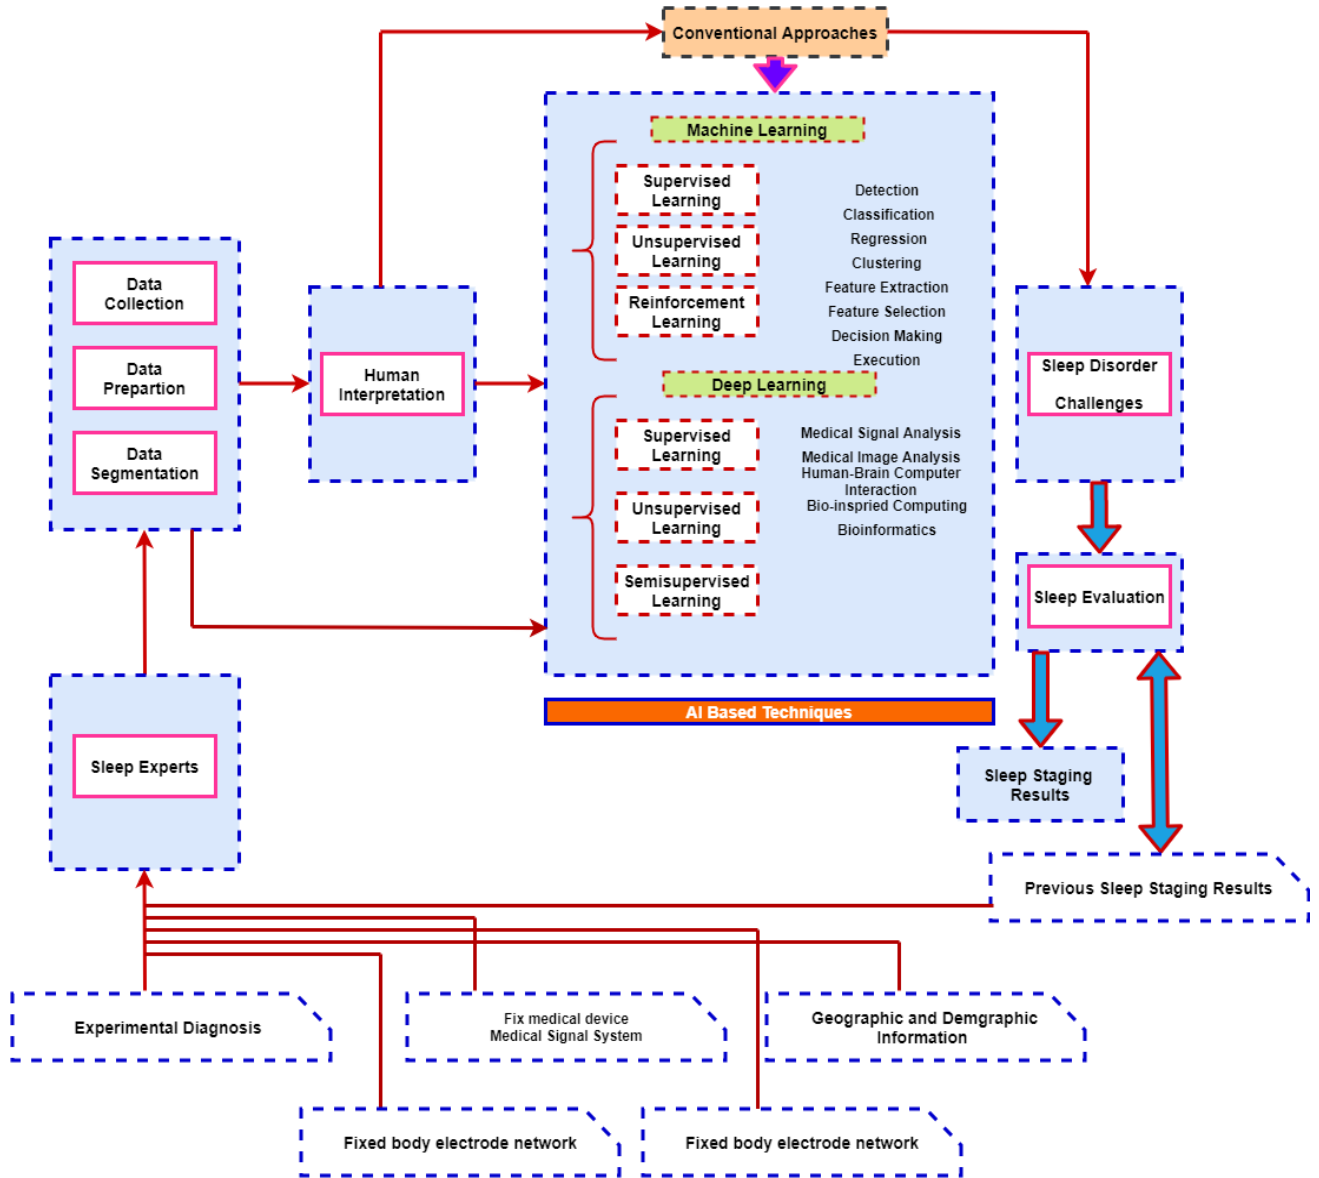 Conventional Approaches
Machine Learning
Supervised
Learning
Unsupervised
Learning
Reinforcement
Learning
Detection
Classification
Regression
Clustering
Feature Extraction
Feature Selection
Decision Making
Execution
Deep Learning
Supervised
Learning
Unsupervised
Learning
Semisupervised
Learning
Medical Signal Analysis
Medical Image Analysis
Human-Brain Computer
Interaction
Bio-inspried Computing
Bioinformatics
AI Based Techniques
Data
Collection
Data
Prepartion
Data
Segmentation
Human
Interpretation
Sleep Disorder
Challenges
Sleep Evaluation
Sleep Experts
Sleep Staging
Results
Previous Sleep Staging Results
Experimental Diagnosis
Fix medical device
Medical Signal System
Geographic and Demgraphic
Information
Fixed body electrode network
Fixed body electrode network